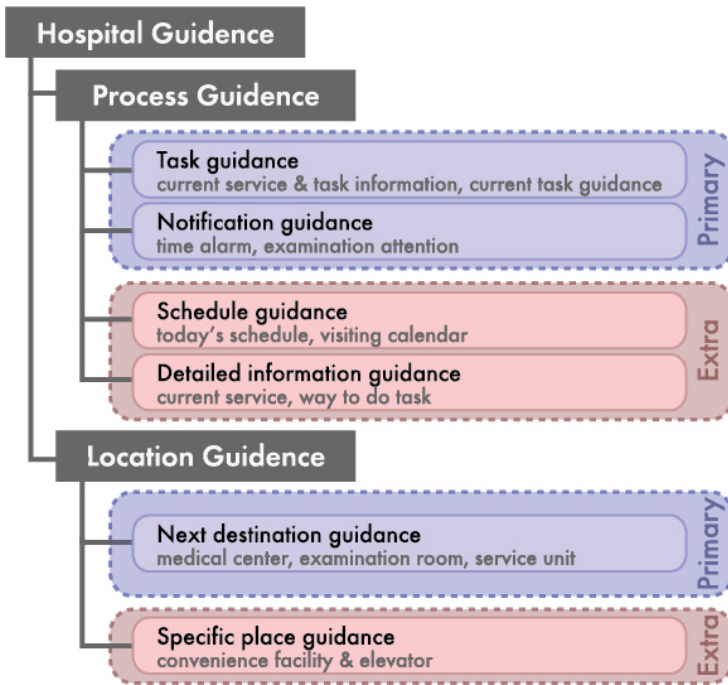 Hospital Guidence
Process Guidence
Task guidance
current service & task information, current task guidance
Notification guidance
time alarm, examination attention
Primary
Schedule guidance
today's schedule, visiting calendar
Detailed information guidance
current service, way to do task
Extra
Location Guidence
Next destination guidance
medical center, examination room, service unit
Primary
Specific place guidance
convenience facility & elevator
Extra